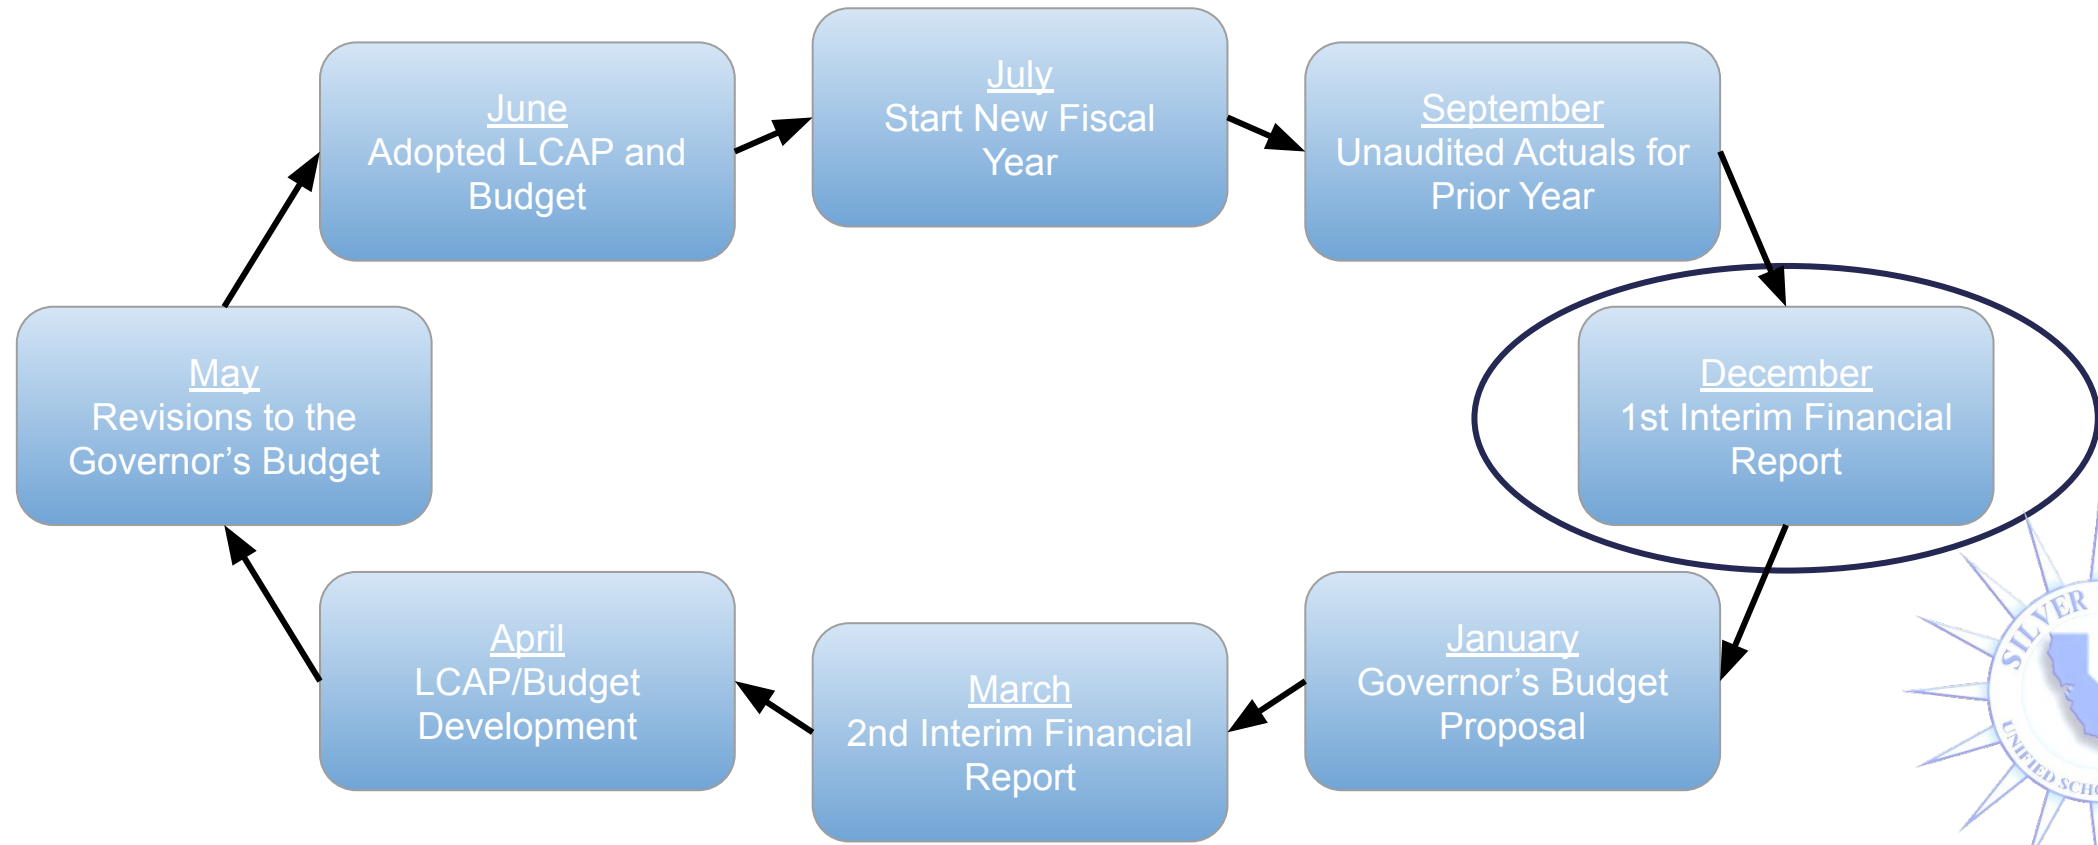 July
Start New Fiscal
Year
June
Adopted LCAP and
Budget
September
Unaudited Actuals for
Prior Year
May
Revisions to the
Governor’s Budget
December
1st Interim Financial
Report
April
LCAP/Budget
Development
March
2nd Interim Financial
Report
January
Governor’s Budget
Proposal
SILVER
UNIFIED